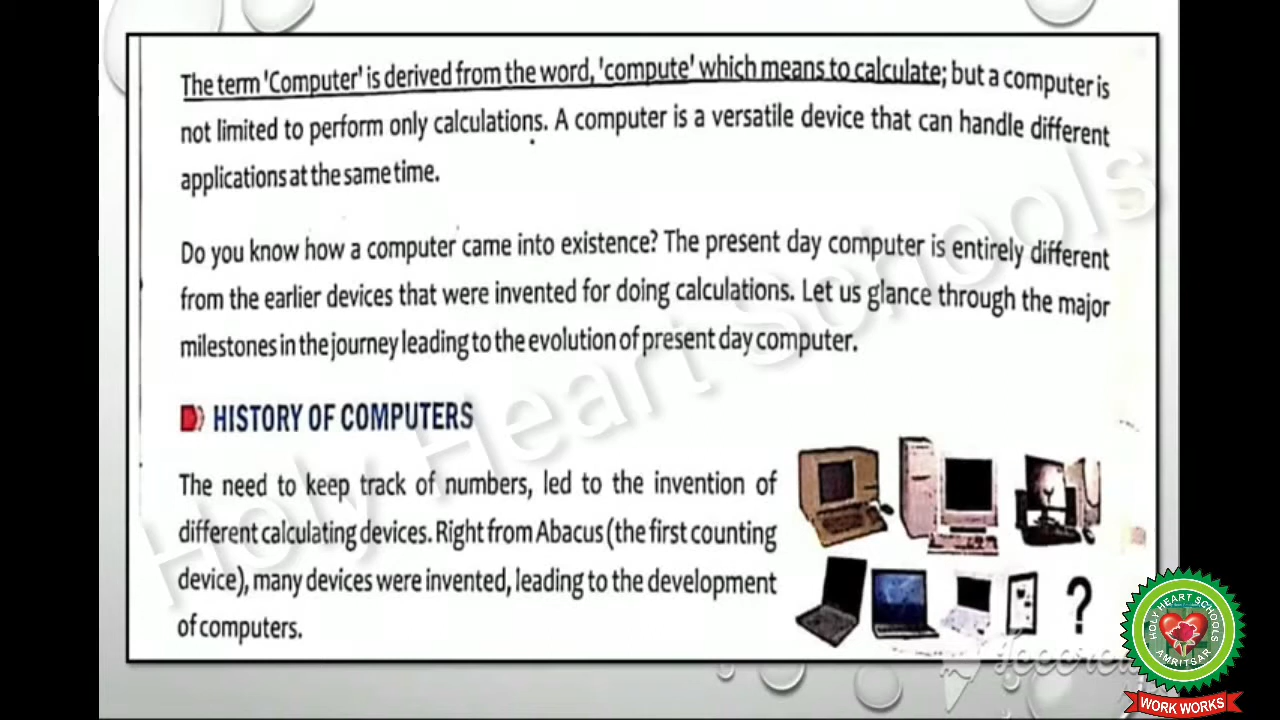 The term 'Computer' is derived from the word, 'compute' which means to calculate; but a computer is
not limited to perform only calculations. A computer is a versatile device that can handle different
applications at the same time.
Do you know how a computer came into existence? The present day computer is entirely different
from the earlier devices that were invented for doing calculations. Let us glance through the major
milestones in the journey leading to the evolution of present day computer.
HISTORY OF COMPUTERS
The need to keep track of numbers, led to the invention of
different calculating devices. Right from Abacus (the first counting
device), many devices were invented, leading to the development
of computers.
?
Holy Heart Schools
HOLY HEART SCHOOLS
AMRITSAR
WORK WORKS